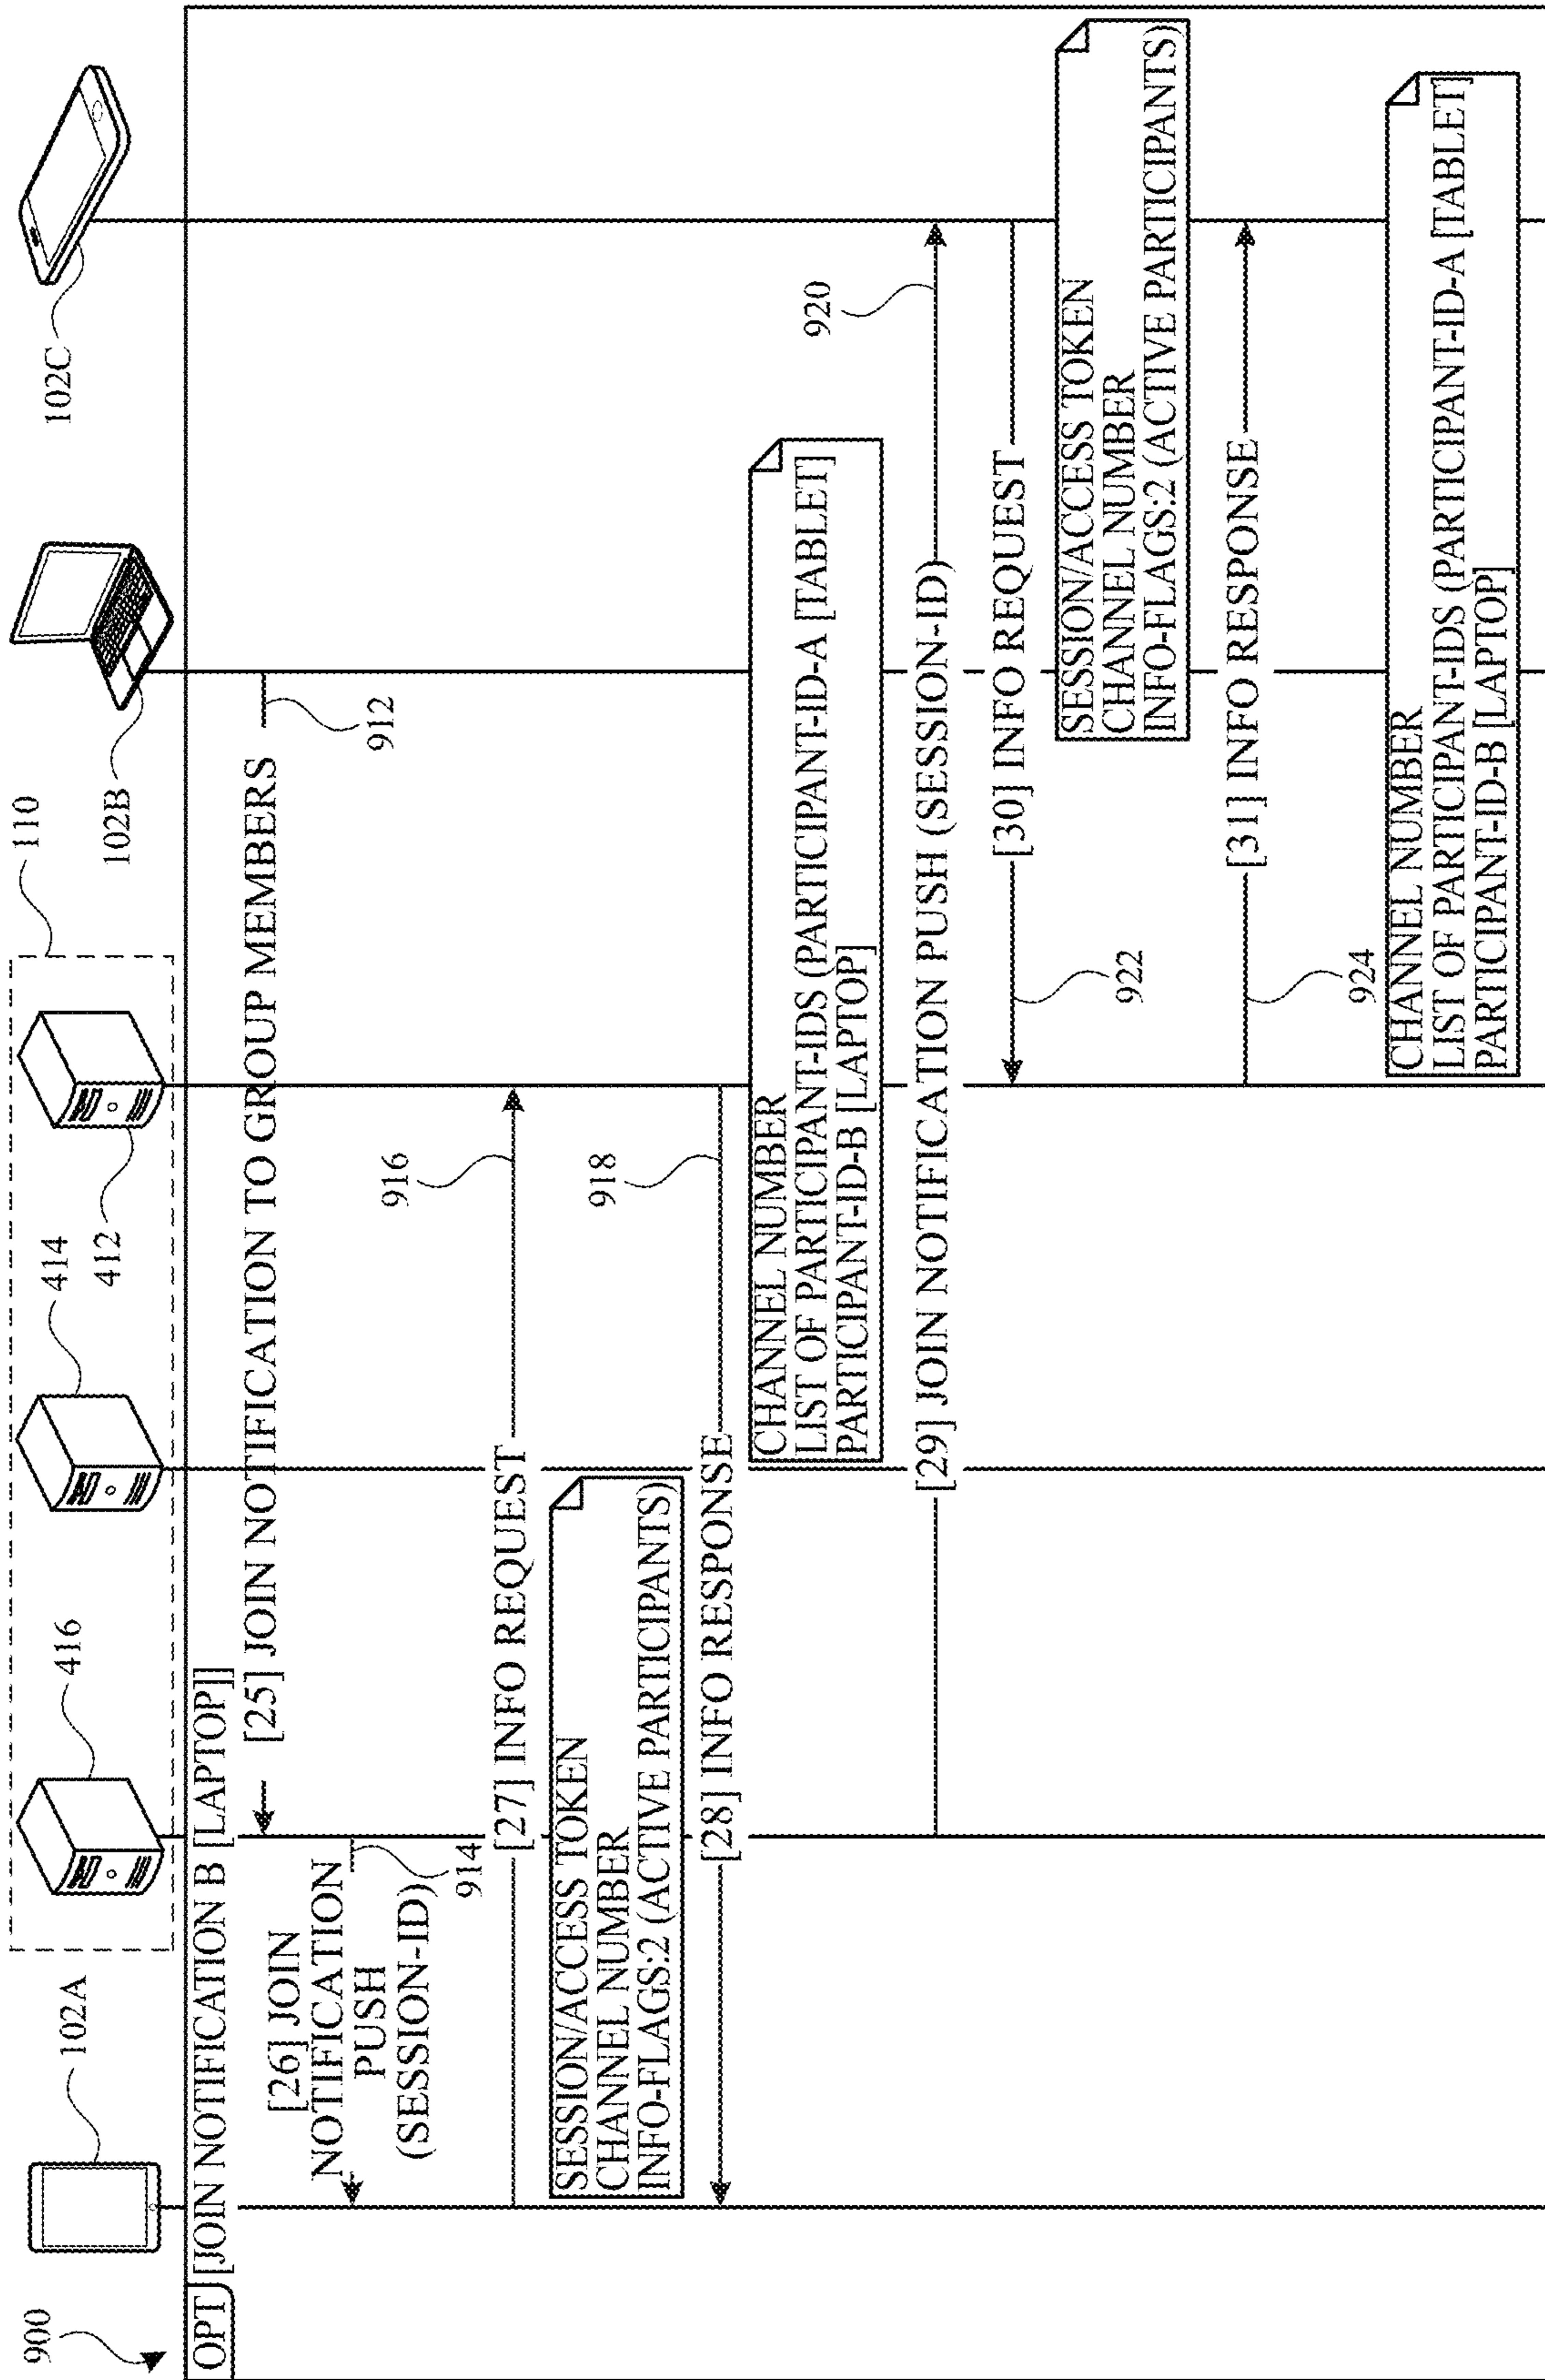 900
102A
416
414
412
110
102B
102C
OPT
[JOIN NOTIFICATION B [LAPTOP]]
[25] JOIN NOTIFICATION TO GROUP MEMBERS
912
[26] JOIN
NOTIFICATION
PUSH
(SESSION-ID)
914
[27] INFO REQUEST
916
SESSION/ACCESS TOKEN
CHANNEL NUMBER
INFO-FLAGS:2 (ACTIVE PARTICIPANTS)
[28] INFO RESPONSE
918
CHANNEL NUMBER
LIST OF PARTICIPANT-IDS (PARTICIPANT-ID-A [TABLET]
PARTICIPANT-ID-B [LAPTOP]
[29] JOIN NOTIFICATION PUSH (SESSION-ID)
920
[30] INFO REQUEST
922
SESSION/ACCESS TOKEN
CHANNEL NUMBER
INFO-FLAGS:2 (ACTIVE PARTICIPANTS)
[31] INFO RESPONSE
924
CHANNEL NUMBER
LIST OF PARTICIPANT-IDS (PARTICIPANT-ID-A [TABLET]
PARTICIPANT-ID-B [LAPTOP]